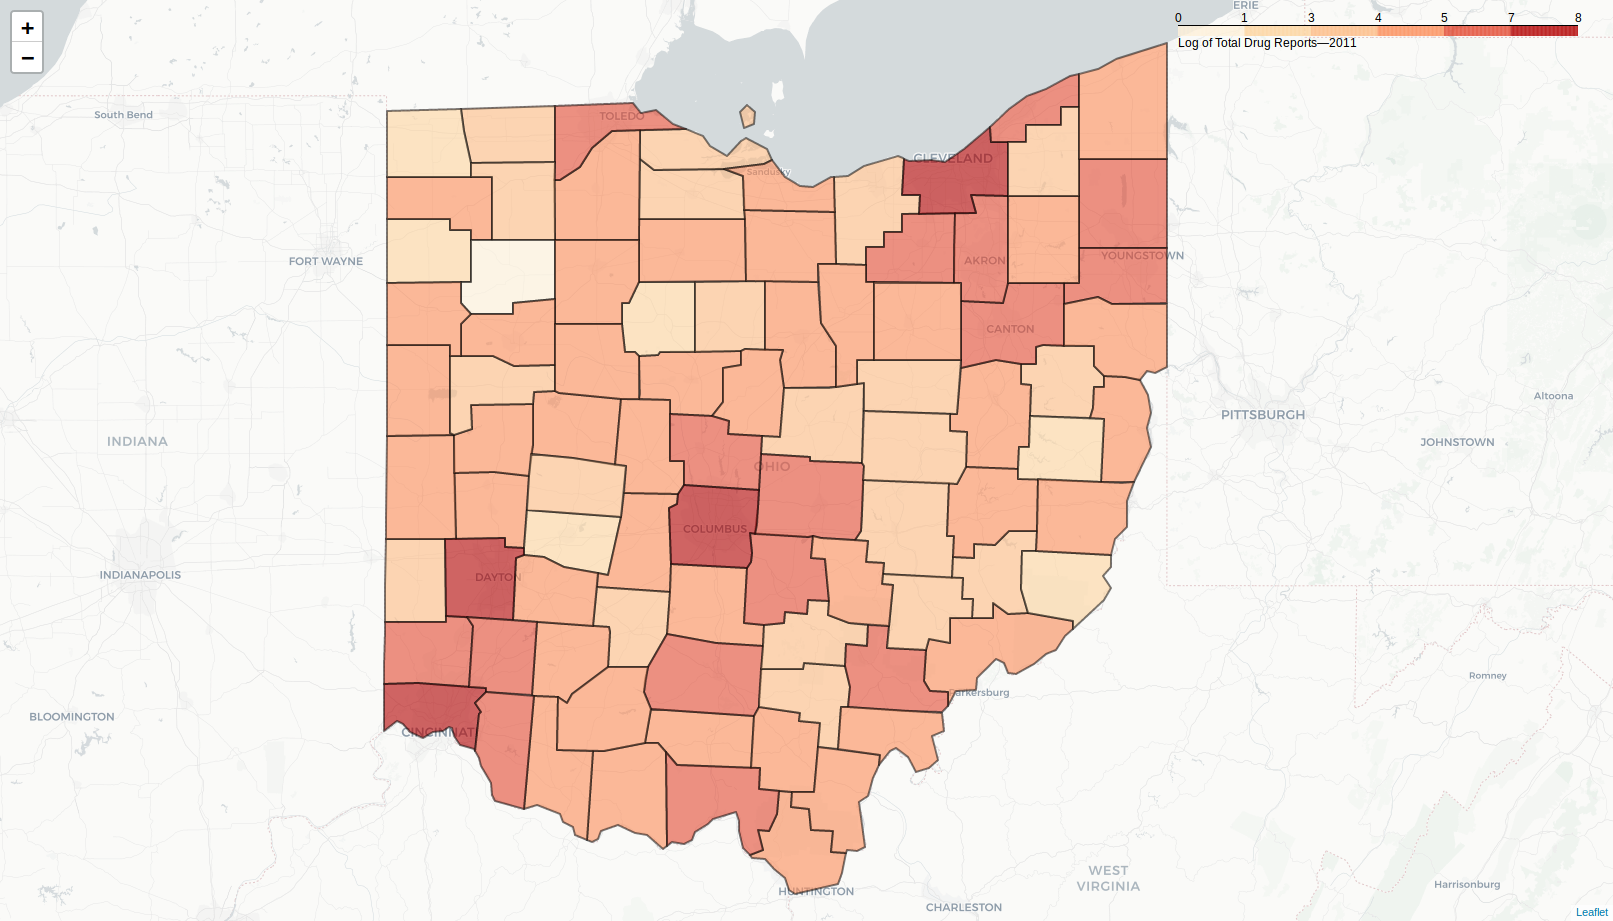 +
−
ERIE
0 1 3 4 5 7 8
Log of Total Drug Reports—2011
South Bend
TOLEDO
CLEVELAND
Sandusky
FORT WAYNE
AKRON
YOUNGSTOWN
CANTON
Altoona
PITTSBURGH
INDIANA
JOHNSTOWN
OHIO
COLUMBUS
INDIANAPOLIS
DAYTON
Romney
arkersburg
BLOOMINGTON
CINCINNAT
WEST
VIRGINIA
Harrisonburg
HUNTINGTON
CHARLESTON
Leaflet